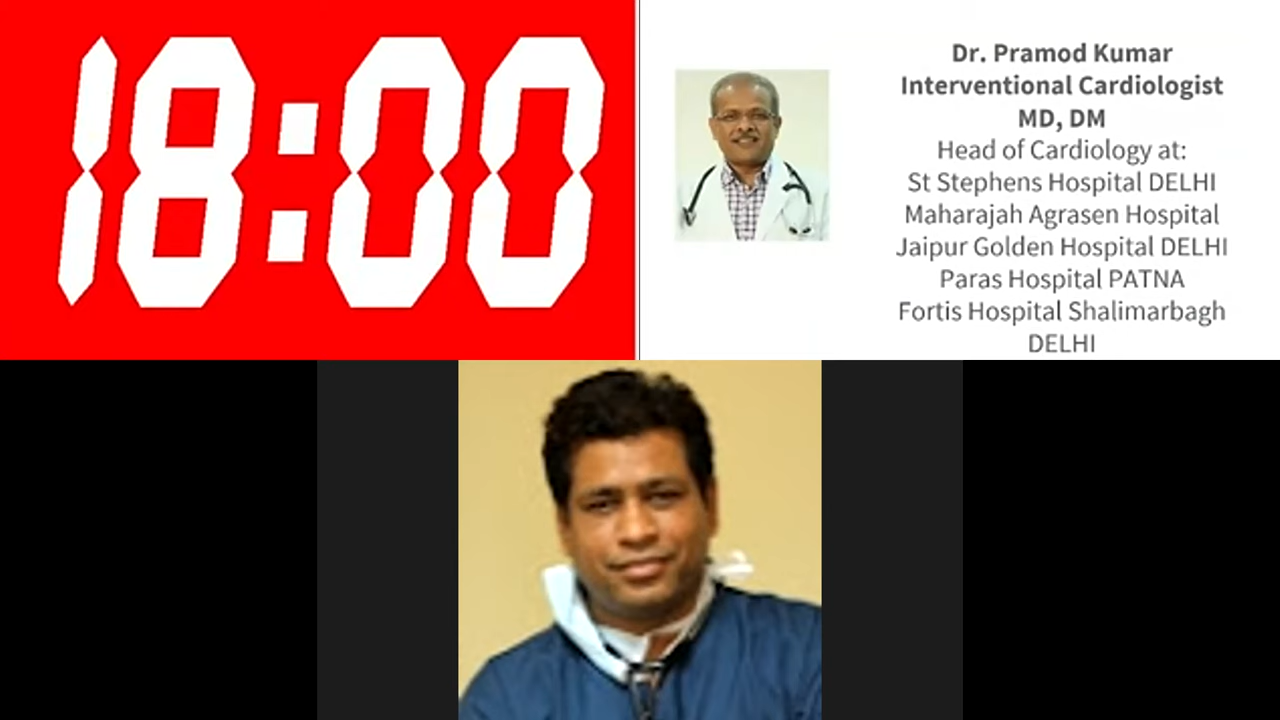 18:00
Dr. Pramod Kumar
Interventional Cardiologist
MD, DM
Head of Cardiology at:
St Stephens Hospital DELHI
Maharajah Agrasen Hospital
Jaipur Golden Hospital DELHI
Paras Hospital PATNA
Fortis Hospital Shalimarbagh
DELHI